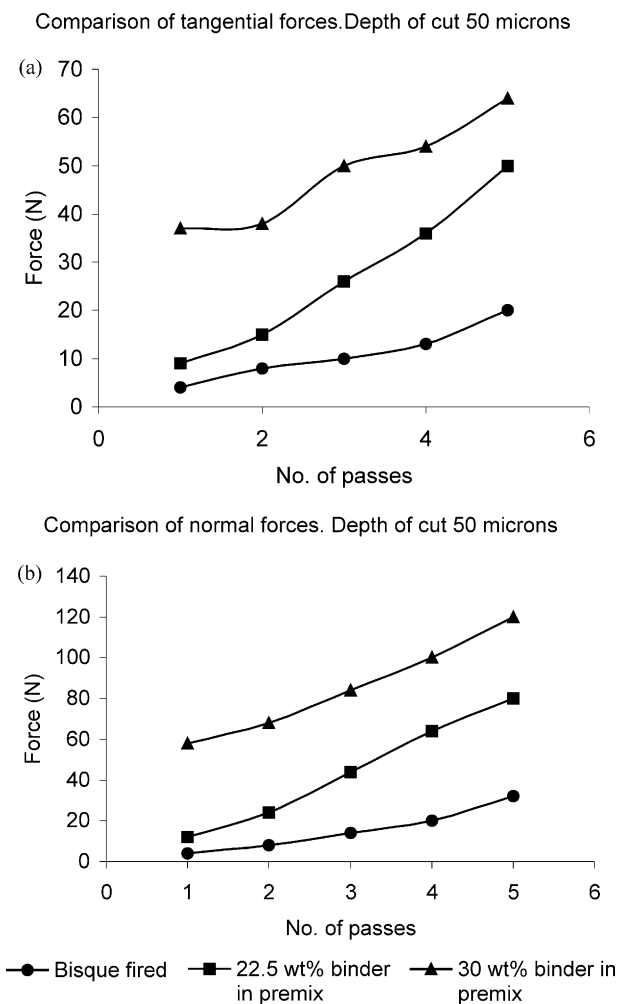 Comparison of tangential forces.Depth of cut 50 microns
(a)
70
60
50
40
30
20
10
0
Force (N)
0 2 4 6
No. of passes
Comparison of normal forces. Depth of cut 50 microns
(b)
140
120
100
80
60
40
20
0
Force (N)
0 1 2 3 4 5 6
No. of passes
Bisque fired
22.5 wt% binder
in premix
30 wt% binder in
premix